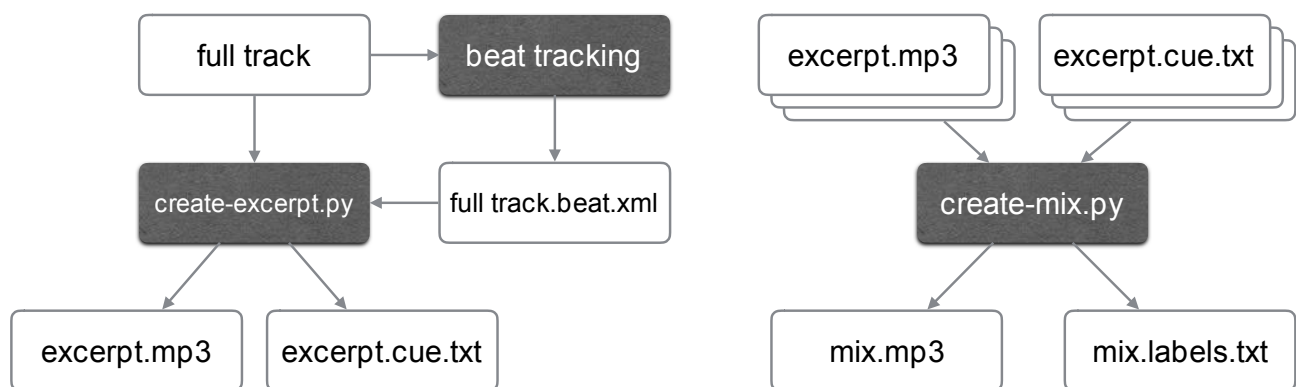 full track
beat tracking
create-excerpt.py
full track.beat.xml
excerpt.mp3
excerpt.cue.txt
excerpt.mp3
excerpt.cue.txt
create-mix.py
mix.mp3
mix.labels.txt